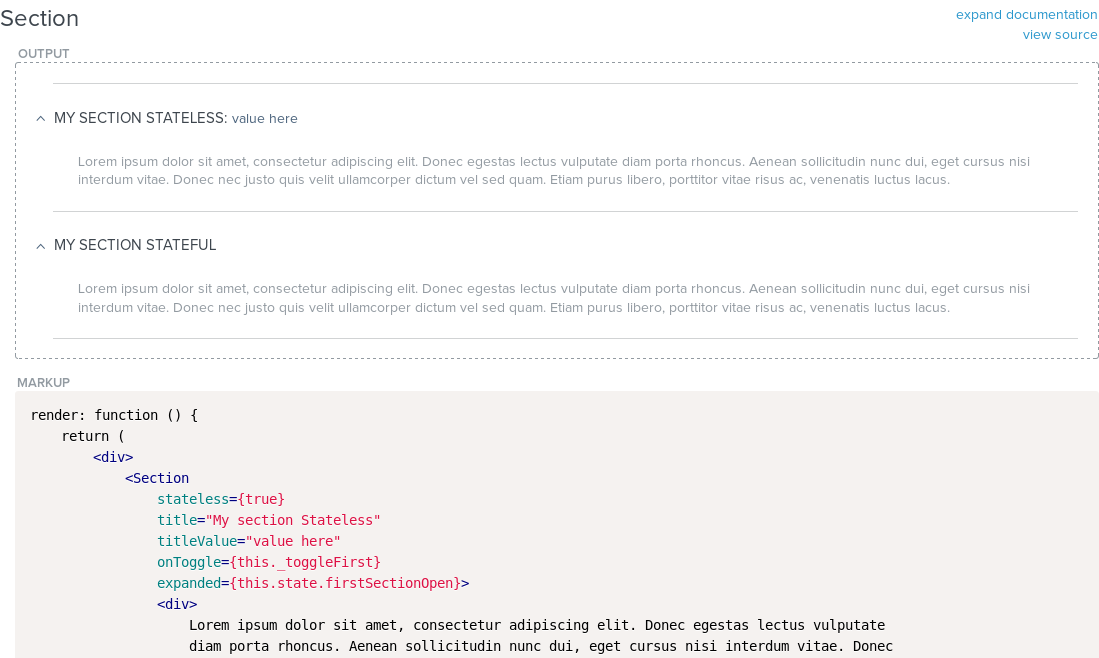 Section
expand documentation
view source
OUTPUT
MY SECTION STATELESS: value here
Lorem ipsum dolor sit amet, consectetur adipiscing elit. Donec egestas lectus vulputate diam porta rhoncus. Aenean sollicitudin nunc dui, eget cursus nisi
interdum vitae. Donec nec justo quis velit ullamcorper dictum vel sed quam. Etiam purus libero, porttitor vitae risus ac, venenatis luctus lacus.
MY SECTION STATEFUL
Lorem ipsum dolor sit amet, consectetur adipiscing elit. Donec egestas lectus vulputate diam porta rhoncus. Aenean sollicitudin nunc dui, eget cursus nisi
interdum vitae. Donec nec justo quis velit ullamcorper dictum vel sed quam. Etiam purus libero, porttitor vitae risus ac, venenatis luctus lacus.
MARKUP
render: function () {
    return (
        <div>
            <Section
                stateless={true}
                title="My section Stateless"
                titleValue="value here"
                onToggle={this._toggleFirst}
                expanded={this.state.firstSectionOpen}>
                <div>
                    Lorem ipsum dolor sit amet, consectetur adipiscing elit. Donec egestas lectus vulputate
                    diam porta rhoncus. Aenean sollicitudin nunc dui, eget cursus nisi interdum vitae. Donec